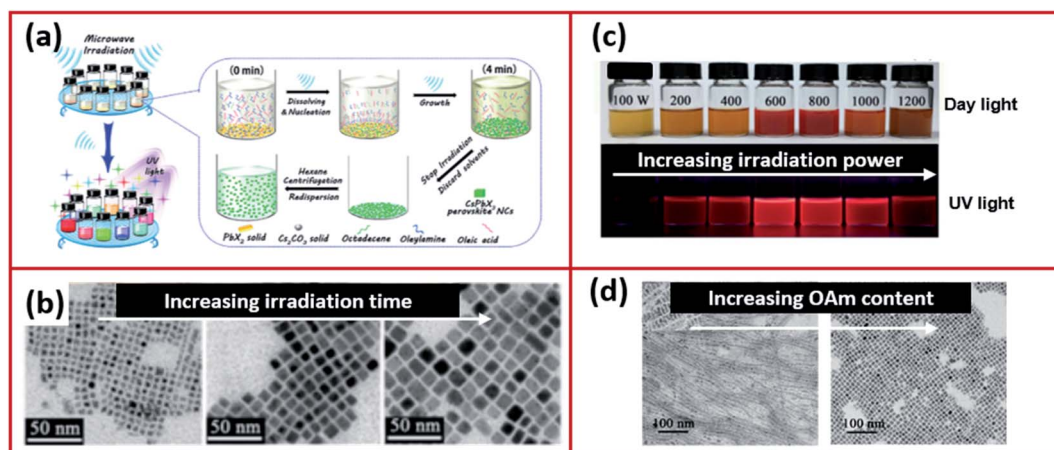 (a)
Microwave
Irradiation
UV
light
(0 min)
Dissolving
& Nucleation
Growth
(4 min)
Stop Irradiation
Discard solvents
Hexane
Centrifugation
Redispersion
CsPbX₃
perovskite NCs
PbX₂ solid
Cs₂CO₃ solid
Octadecene
Oleylamine
Oleic acid
(b)
Increasing irradiation time
50 nm
50 nm
50 nm
(c)
100 W
200
400
600
800
1000
1200
Day light
Increasing irradiation power
UV light
(d)
Increasing OAm content
100 nm
100 nm